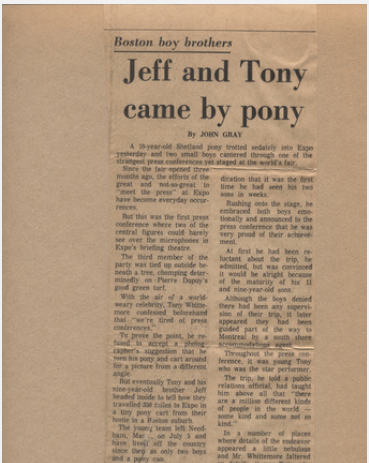 Boston boy brothers
Jeff and Tony
came by pony
By JOHN GRAY
A 10-year-old Shetland pony trotted sedately into Expo
yesterday and two small boys cantered through one of the
strangest press conferences yet staged at the world's fair.
Since the fair opened three
months ago, the efforts of the
great and not-so-great to
"meet the press" at Expo
have become everyday occur-
rences.
But this was the first press
conference where two of the
central figures could barely
see over the microphones in
Expo's briefing theatre.
The third member of the
party was tied up outside be-
neath a tree, chomping deter-
minedly on Pierre Dupuy's
good green turf.
With the air of a world-
weary celebrity, Tony Whitte-
more confessed beforehand
that "we're tired of press
conferences."
To prove the point, he re-
fused to accept a photog-
rapher's suggestion that he
move his pony and cart around
for a picture from a different
angle.
But eventually Tony and his
nine-year-old brother Jeff
headed inside to tell how they
travelled 350 miles to Expo in
a tiny pony cart from their
home in a Boston suburb.
The young team left Need-
ham, on July 5 and
have lived off the country
since then as only two boys
and a pony can.
dication that it was the first
time he had seen his two
sons in weeks.
Rushing onto the stage, he
embraced both boys emo-
tionally and announced to the
press conference that he was
very proud of their achieve-
ment.
At first he had been re-
luctant about the trip, he
admitted, but was convinced
it would be alright because
of the maturity of his 11
and nine-year-old sons.
Although the boys denied
there had been any supervi-
sion of their trip, it later
appeared they had been
guided part of the way to
Montreal by a south shore
accommodations agent.
Throughout the press con-
ference, it was young Tony
who was the star performer.
The trip, he told a public
relations official, had taught
him above all that "there
are a million different kinds
of people in the world —
some kind and some not so
kind."
In a number of places
where details of the endeavor
appeared a little nebulous
and Mr. Whittemore faltered